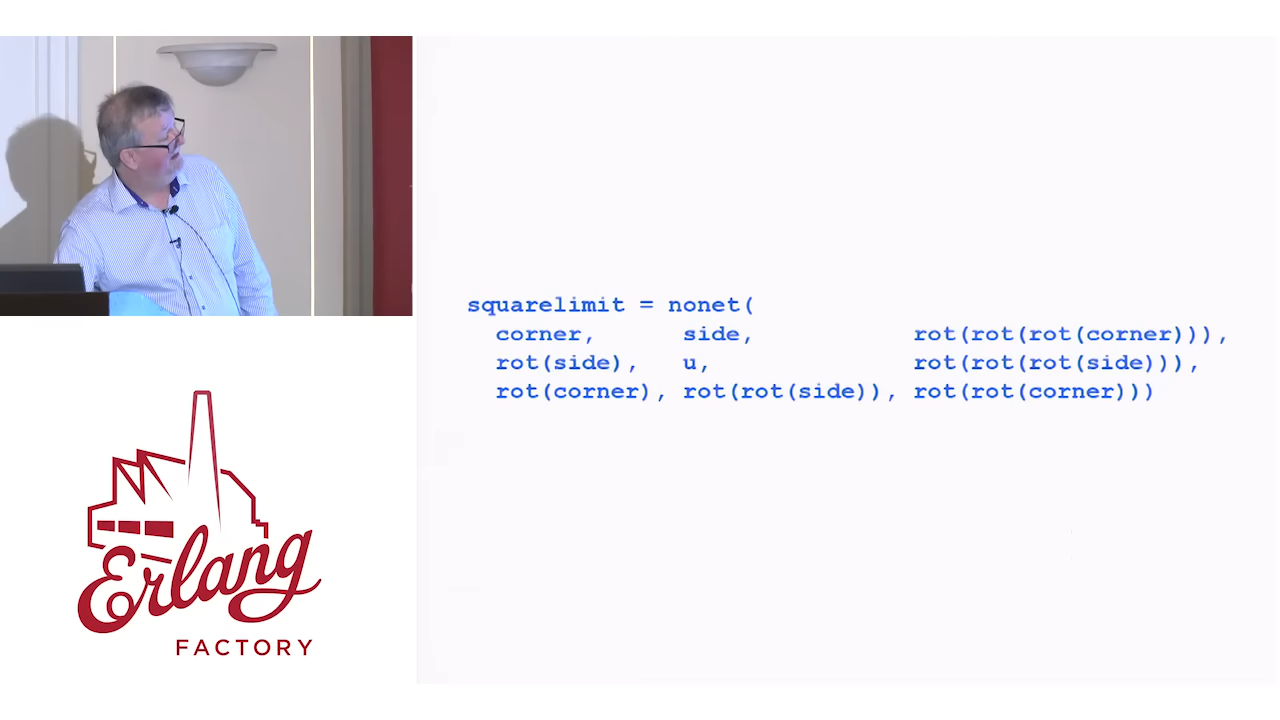 squarelimit = nonet(
corner, side, rot(rot(rot(corner))),
rot(side), u, rot(rot(rot(side))),
rot(corner), rot(rot(side)), rot(rot(corner)))
Erlang
FACTORY